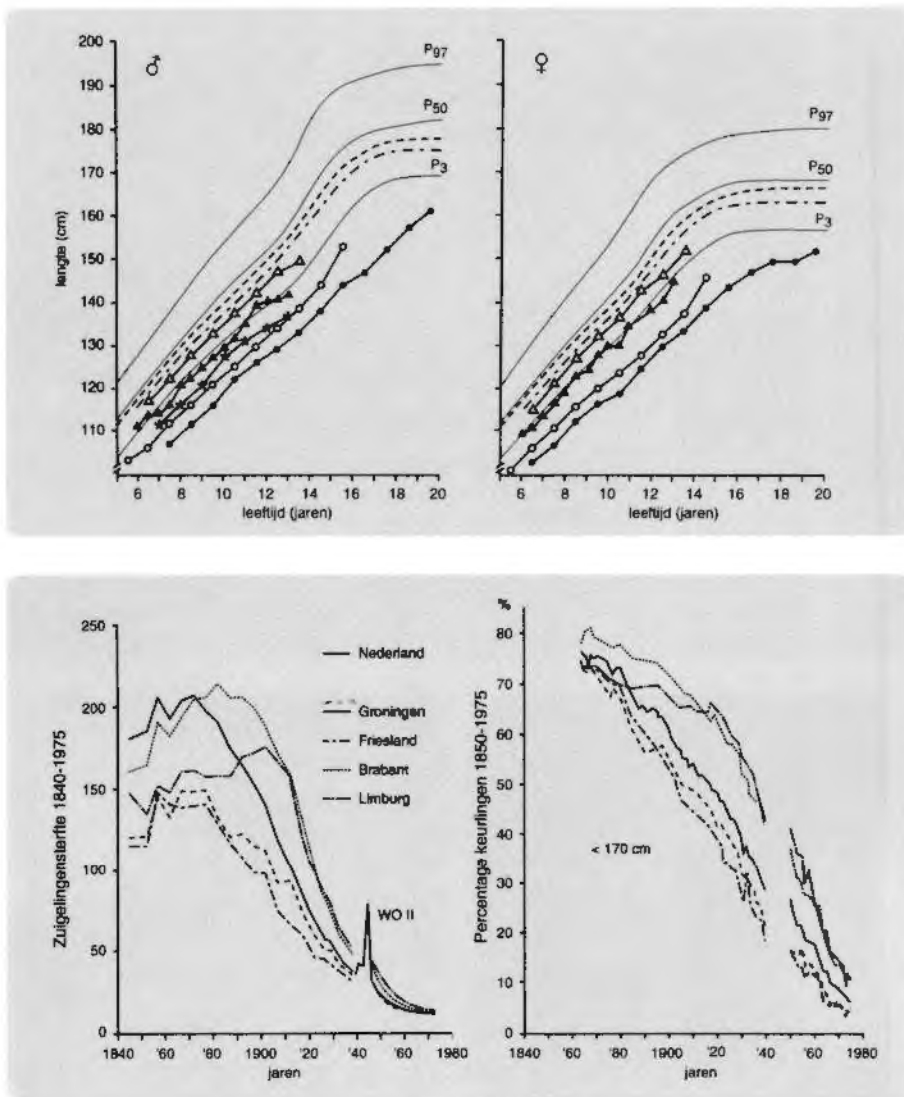 ♂
200
190
180
170
160
150
140
130
120
110
lengte (cm)
P97
P50
P3
6 8 10 12 14 16 18 20
leeftijd (jaren)
♀
P97
P50
P3
6 8 10 12 14 16 18 20
leeftijd (jaren)
Zuigelingensterfte 1840-1975
250
200
150
100
50
0
Nederland
Groningen
Friesland
Brabant
Limburg
WO II
1840 '60 '80 1900 '20 '40 '60 1980
jaren
Percentage keurlingen 1850-1975
%
80
70
60
50
40
30
20
10
0
< 170 cm
1840 '60 '80 1900 '20 '40 '60 1980
jaren